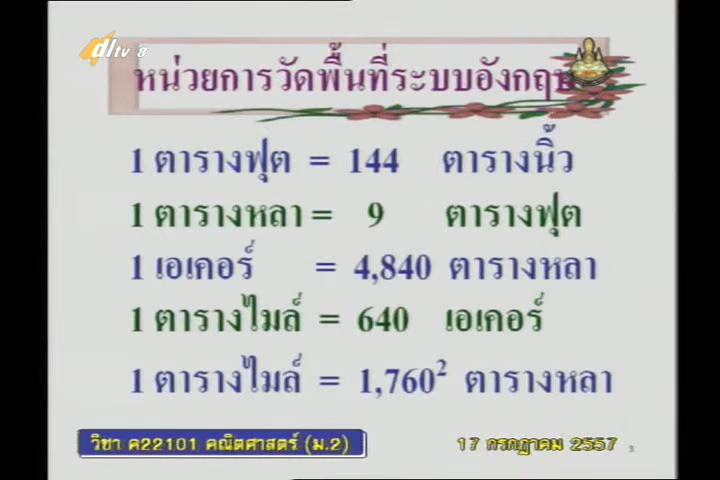 dltv 8
หน่วยการวัดพื้นที่ระบบอังกฤษ
1 ตารางฟุต = 144 ตารางนิ้ว
1 ตารางหลา = 9 ตารางฟุต
1 เอเคอร์ = 4,840 ตารางหลา
1 ตารางไมล์ = 640 เอเคอร์
1 ตารางไมล์ = 1,760² ตารางหลา
วิชา ค22101 คณิตศาสตร์ (ม.2) 17 กรกฎาคม 2557 3